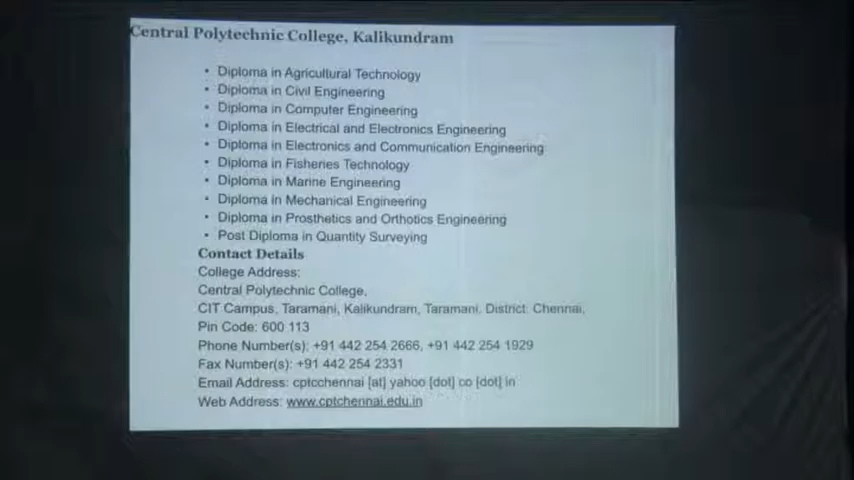 Central Polytechnic College, Kalikundram
• Diploma in Agricultural Technology
• Diploma in Civil Engineering
• Diploma in Computer Engineering
• Diploma in Electrical and Electronics Engineering
• Diploma in Electronics and Communication Engineering
• Diploma in Fisheries Technology
• Diploma in Marine Engineering
• Diploma in Mechanical Engineering
• Diploma in Prosthetics and Orthotics Engineering
• Post Diploma in Quantity Surveying
Contact Details
College Address:
Central Polytechnic College,
CIT Campus, Taramani, Kalikundram, Taramani, District: Chennai,
Pin Code: 600 113
Phone Number(s): +91 442 254 2666, +91 442 254 1929
Fax Number(s): +91 442 254 2331
Email Address: cptcchennai [at] yahoo [dot] co [dot] in
Web Address: www.cptchennai.edu.in